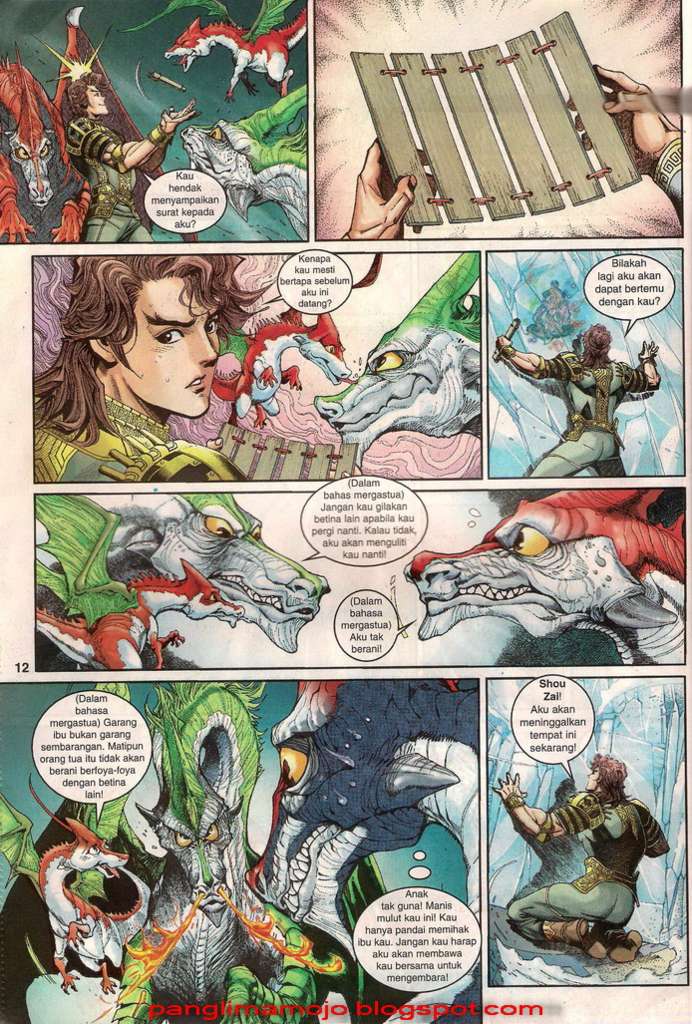 Kau
hendak
menyampaikan
surat kepada
aku?
Kenapa
kau mesti
bertapa sebelum
aku ini
datang?
Bilakah
lagi aku akan
dapat bertemu
dengan kau?
(Dalam
bahas mergastua)
Jangan kau gilakan
betina lain apabila kau
pergi nanti. Kalau tidak,
aku akan menguliti
kau nanti!
(Dalam
bahasa
mergastua)
Aku tak
berani!
12
(Dalam
bahasa
mergastua) Garang
ibu bukan garang
sembarangan. Matipun
orang tua itu tidak akan
berani berfoya-foya
dengan betina
lain!
Anak
tak guna! Manis
mulut kau ini! Kau
hanya pandai memihak
ibu kau. Jangan kau harap
aku akan membawa
kau bersama untuk
mengembara!
Shou
Zai!
Aku akan
meninggalkan
tempat ini
sekarang!
panglimamojo.blogspot.com